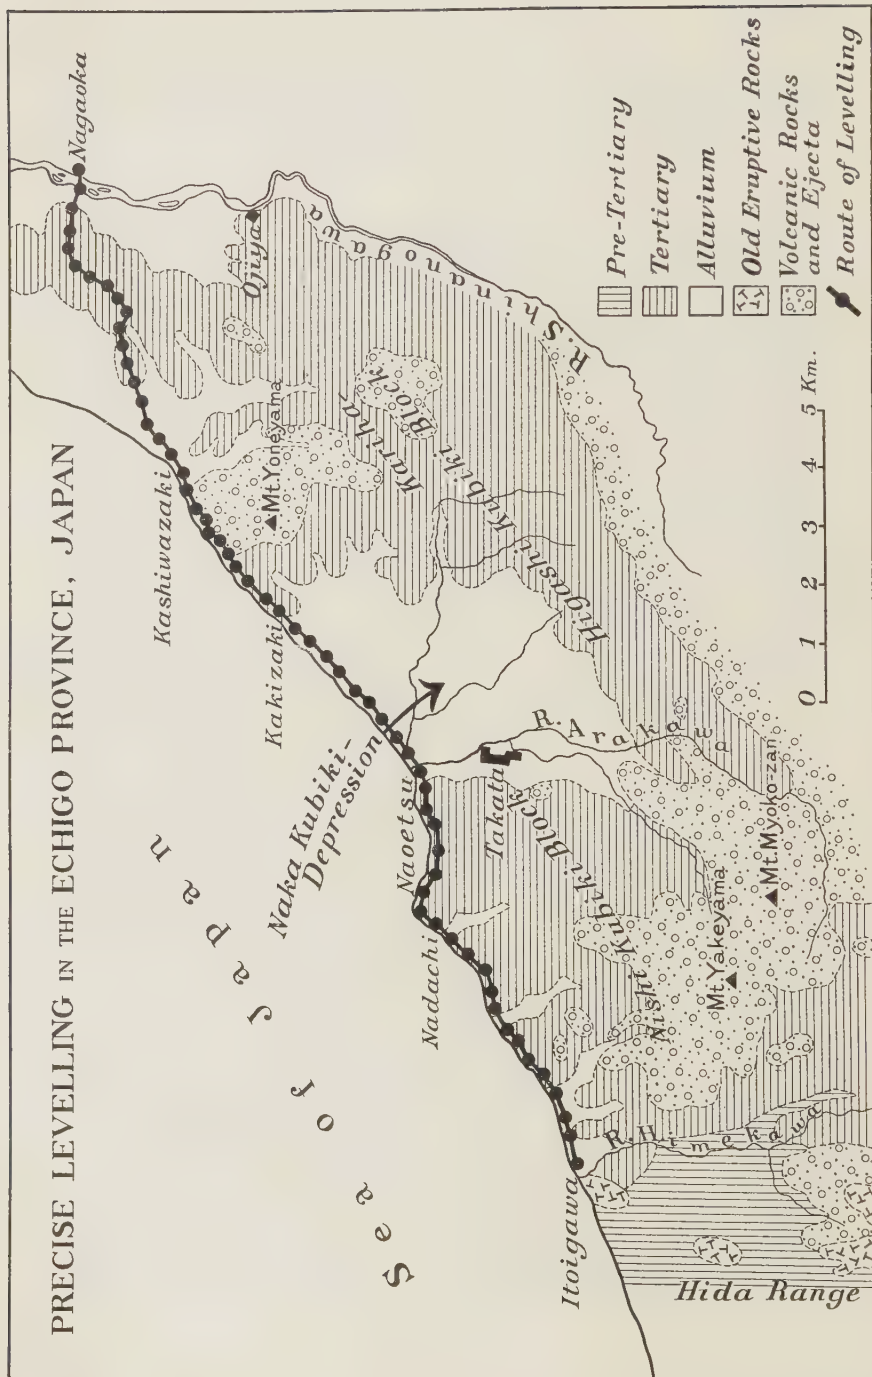 PRECISE LEVELLING IN THE ECHIGO PROVINCE, JAPAN
Sea of Japan
Nagaoka
Kashiwazaki
Ojiya
Mt. Yoneyama
Kakizaki
Kariha-
Block
R. Shinanogawa
Higashi Kubiki
Naka Kubiki-
Depression
Naoetsu
Takata
R. Arakawa
Nadachi
Nishi Kubiki Block
Mt. Yakeyama
Mt. Myoko-zan
Itoigawa
R. Himekawa
Hida Range
0 1 2 3 4 5 Km.
Pre-Tertiary
Tertiary
Alluvium
Old Eruptive Rocks
Volcanic Rocks
and Ejecta
Route of Levelling